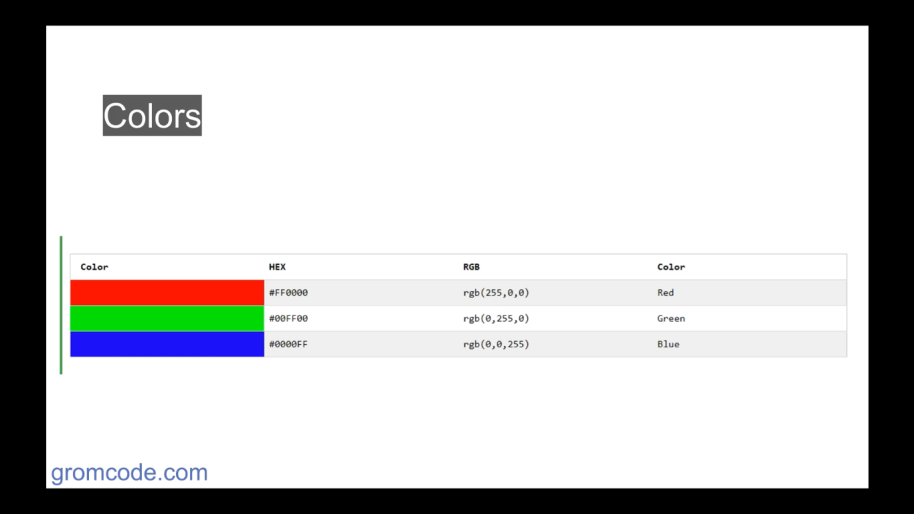 Colors
Color HEX RGB Color
#FF0000 rgb(255,0,0) Red
#00FF00 rgb(0,255,0) Green
#0000FF rgb(0,0,255) Blue
gromcode.com